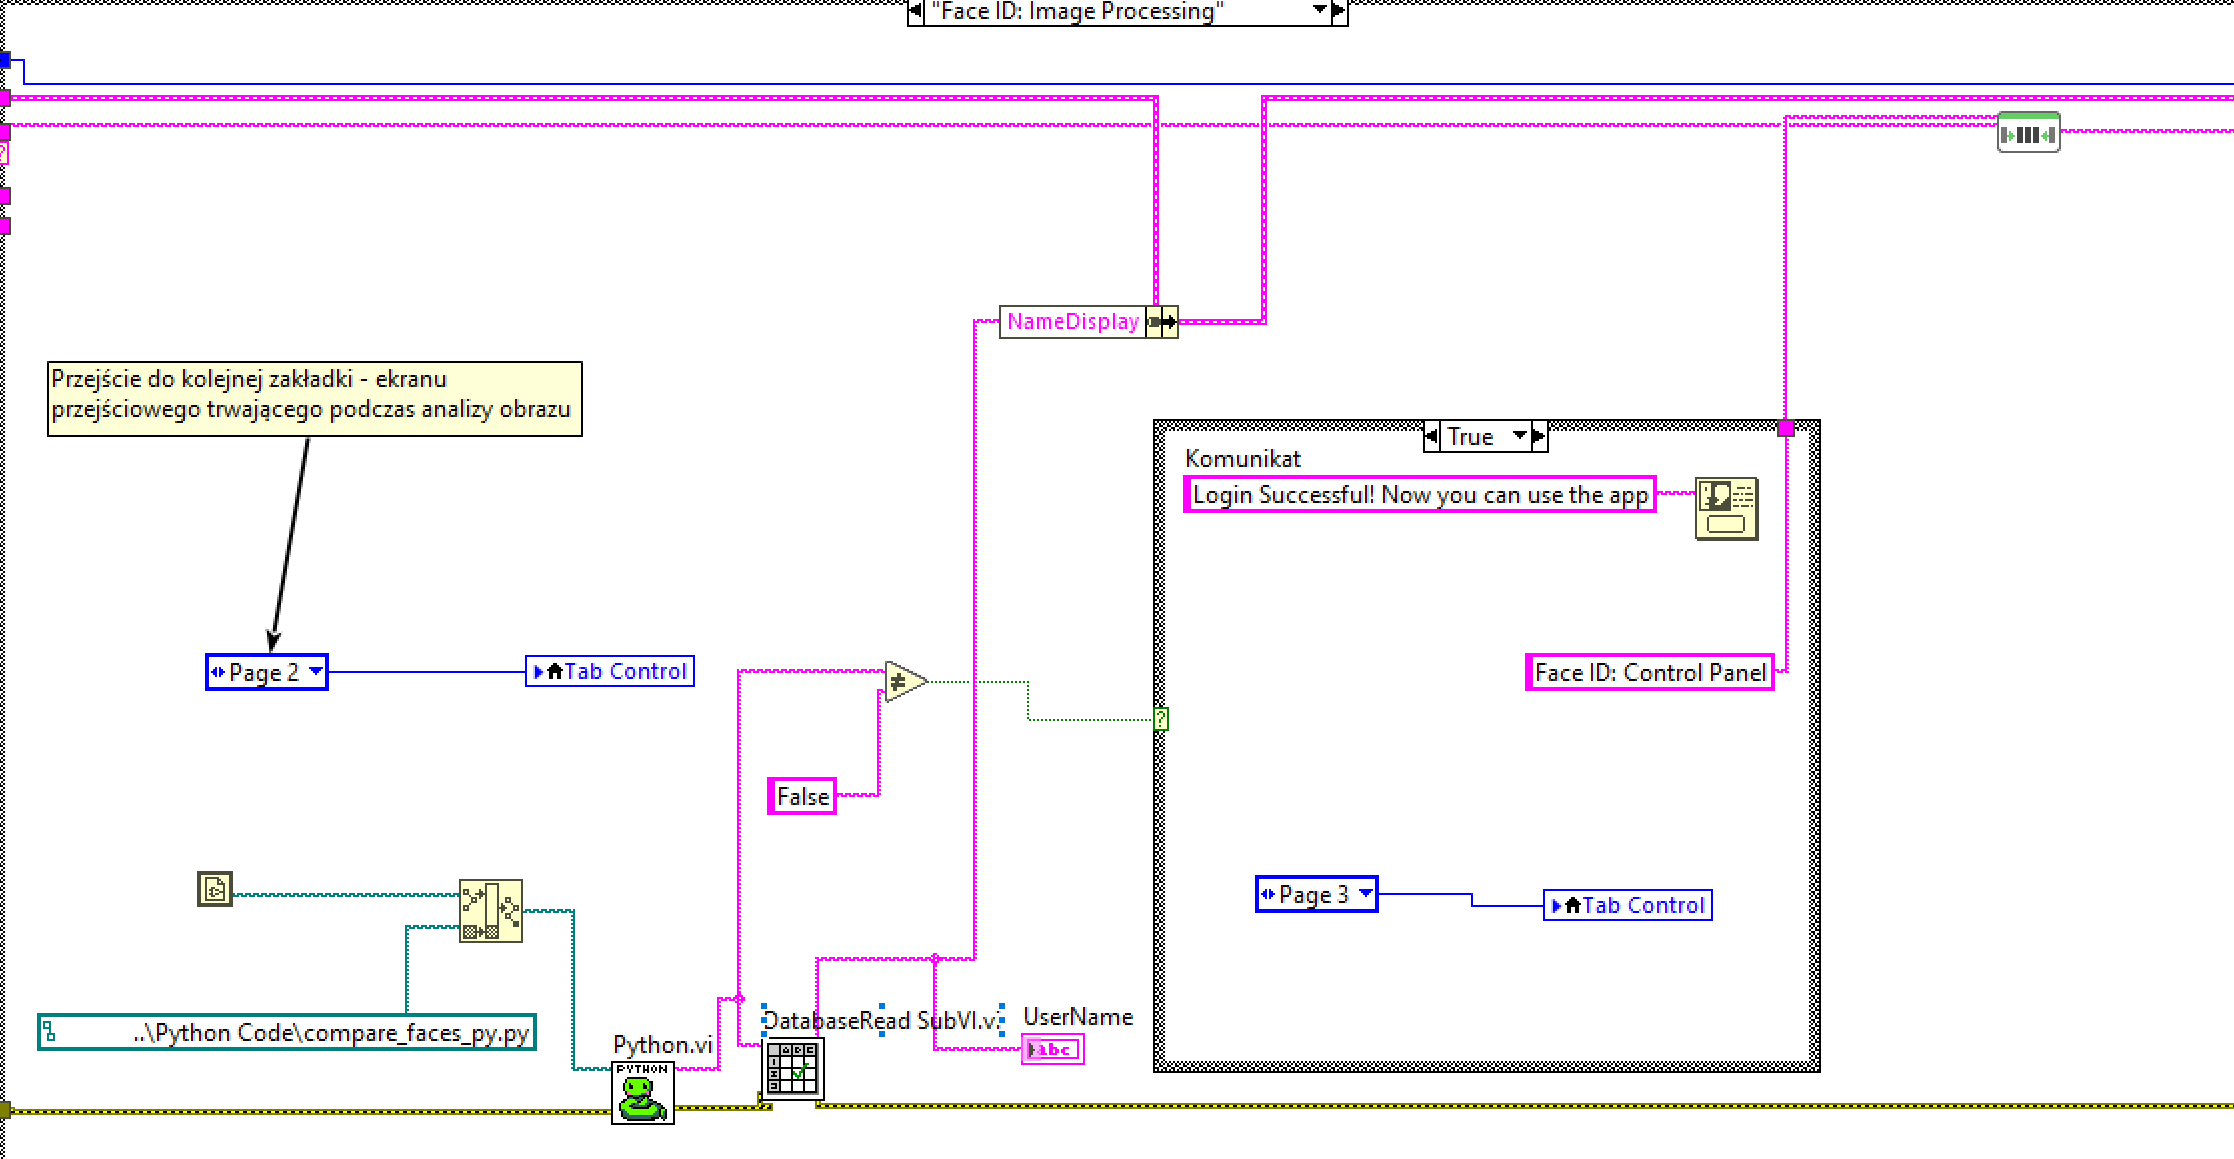 "Face ID: Image Processing"
NameDisplay
Przejście do kolejnej zakładki - ekranu
przejściowego trwającego podczas analizy obrazu
True
Komunikat
Login Successful! Now you can use the app
Page 2
Tab Control
Face ID: Control Panel
False
Page 3
Tab Control
..\Python Code\compare_faces_py.py
Python.vi
PYTHON
DatabaseRead SubVI.vi
UserName
abc